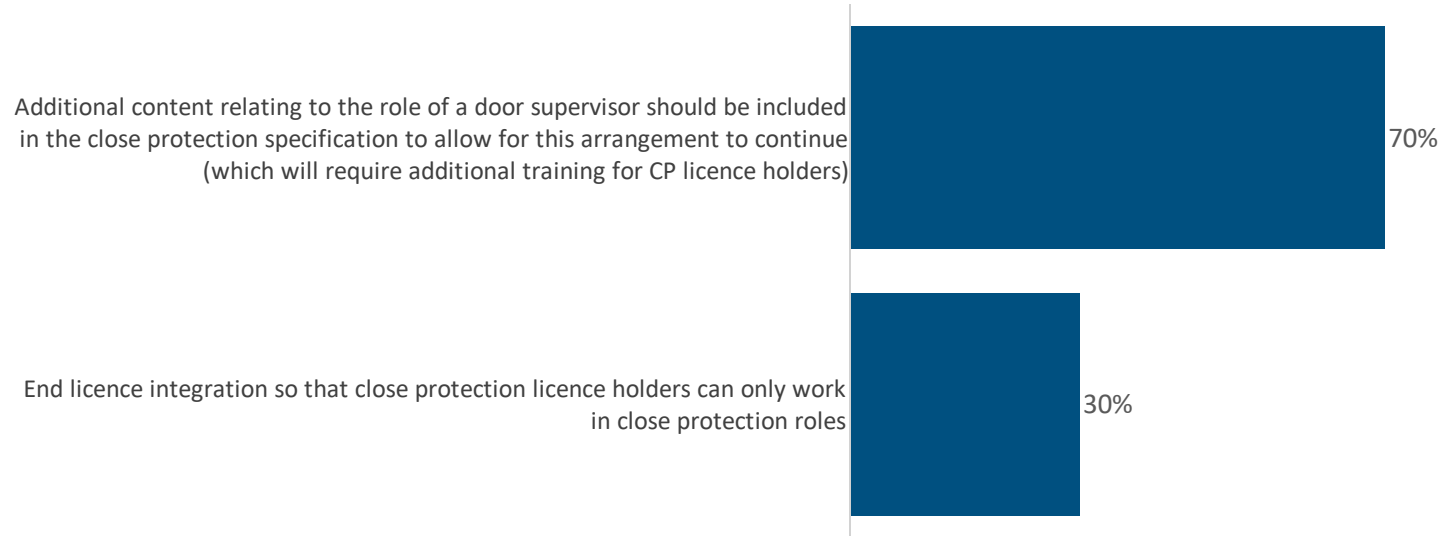 Additional content relating to the role of a door supervisor should be included
in the close protection specification to allow for this arrangement to continue
(which will require additional training for CP licence holders)
70%
End licence integration so that close protection licence holders can only work
in close protection roles
30%